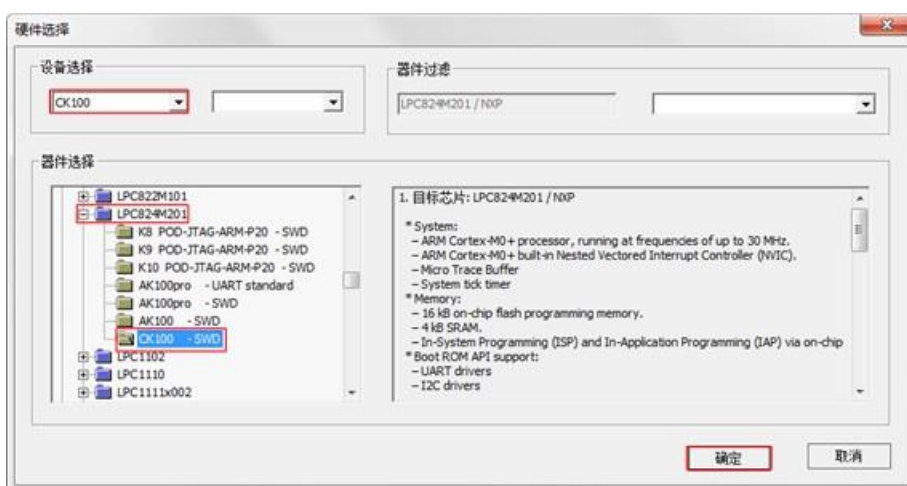 硬件选择
设备选择
CK100
器件过滤
LPC824M201 / NXP
器件选择
LPC822M101
LPC824M201
K8 POD-JTAG-ARM-P20 - SWD
K9 POD-JTAG-ARM-P20 - SWD
K10 POD-JTAG-ARM-P20 - SWD
AK100pro - UART standard
AK100pro - SWD
AK100 - SWD
CK100 - SWD
LPC1102
LPC1110
LPC1111x002
1. 目标芯片: LPC824M201 / NXP
* System:
– ARM Cortex-M0+ processor, running at frequencies of up to 30 MHz.
– ARM Cortex-M0+ built-in Nested Vectored Interrupt Controller (NVIC).
– Micro Trace Buffer
– System tick timer
* Memory:
– 16 kB on-chip flash programming memory.
– 4 kB SRAM.
– In-System Programming (ISP) and In-Application Programming (IAP) via on-chip
* Boot ROM API support:
– UART drivers
– I2C drivers
确定
取消